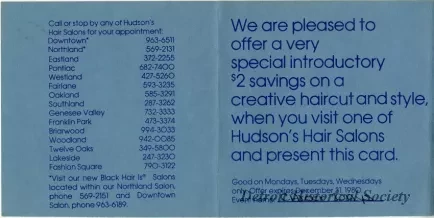 Call or stop by any of Hudson's
Hair Salons for your appointment:
Downtown* 963-6511
Northland* 569-2131
Eastland 372-2255
Pontiac 682-7400
Westland 427-5260
Fairlane 593-3235
Oakland 585-3291
Southland 287-3262
Genesee Valley 732-3333
Franklin Park 473-3374
Briarwood 994-3033
Woodland 942-0085
Twelve Oaks 349-5800
Lakeside 247-3230
Fashion Square 790-3122
*Visit our new Black Hair Is® Salons
located within our Northland Salon,
phone 569-2151 and Downtown
Salon, phone 963-6189.
We are pleased to
offer a very
special introductory
$2 savings on a
creative haircut and style,
when you visit one of
Hudson's Hair Salons
and present this card.
Good on Mondays, Tuesdays, Wednesdays
only. Offer expires December 31, 1980.
Detroit Historical Society